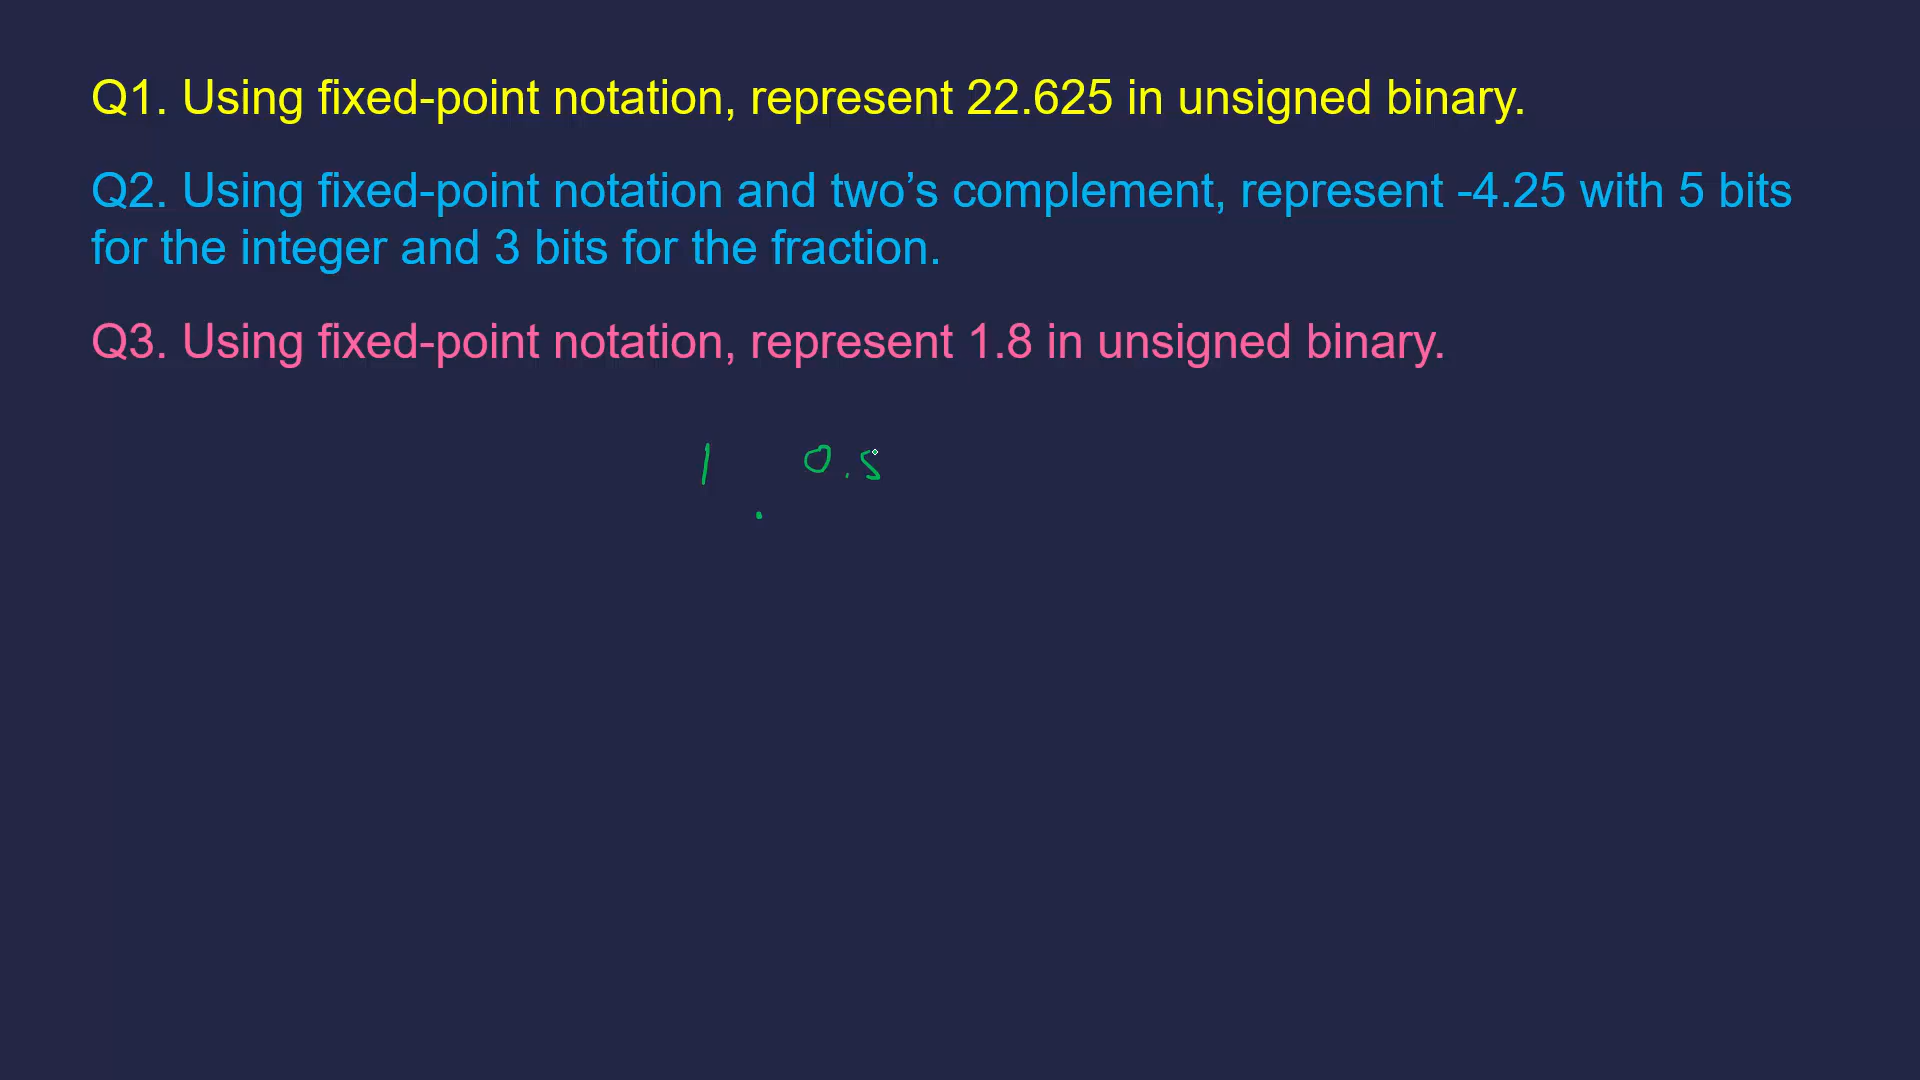 Q1. Using fixed-point notation, represent 22.625 in unsigned binary.
Q2. Using fixed-point notation and two’s complement, represent -4.25 with 5 bits
for the integer and 3 bits for the fraction.
Q3. Using fixed-point notation, represent 1.8 in unsigned binary.
1 . 0.